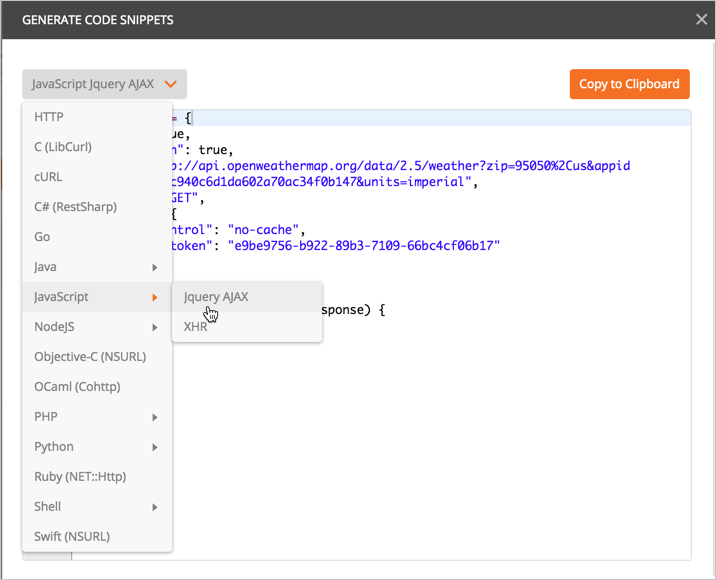 GENERATE CODE SNIPPETS
JavaScript Jquery AJAX
Copy to Clipboard
HTTP
= {
C (LibCurl)
ue,
n": true,
p://api.openweathermap.org/data/2.5/weather?zip=95050%2Cus&appid
cURL
c940c6d1da602a70ac34f0b147&units=imperial",
GET",
C# (RestSharp)
{
Go
ntrol": "no-cache",
token": "e9be9756-b922-89b3-7109-66bc4cf06b17"
Java
JavaScript
Jquery AJAX
sponse) {
NodeJS
XHR
Objective-C (NSURL)
OCaml (Cohttp)
PHP
Python
Ruby (NET::Http)
Shell
Swift (NSURL)